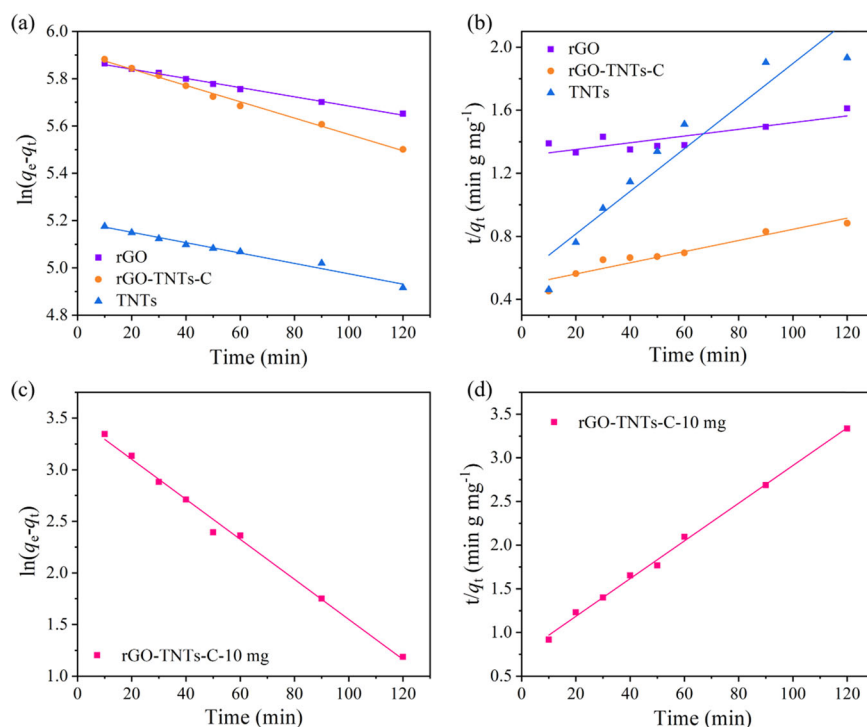 (a)
6.0
5.8
5.6
5.4
5.2
5.0
4.8
ln(qe-qt)
rGO
rGO-TNTs-C
TNTs
0 20 40 60 80 100 120
Time (min)
(b)
2.0
1.6
1.2
0.8
0.4
t/qt (min g mg-1)
rGO
rGO-TNTs-C
TNTs
0 20 40 60 80 100 120
Time (min)
(c)
3.5
3.0
2.5
2.0
1.5
1.0
ln(qe-qt)
rGO-TNTs-C-10 mg
0 20 40 60 80 100 120
Time (min)
(d)
3.5
3.0
2.5
2.0
1.5
1.0
0.5
t/qt (min g mg-1)
rGO-TNTs-C-10 mg
0 20 40 60 80 100 120
Time (min)